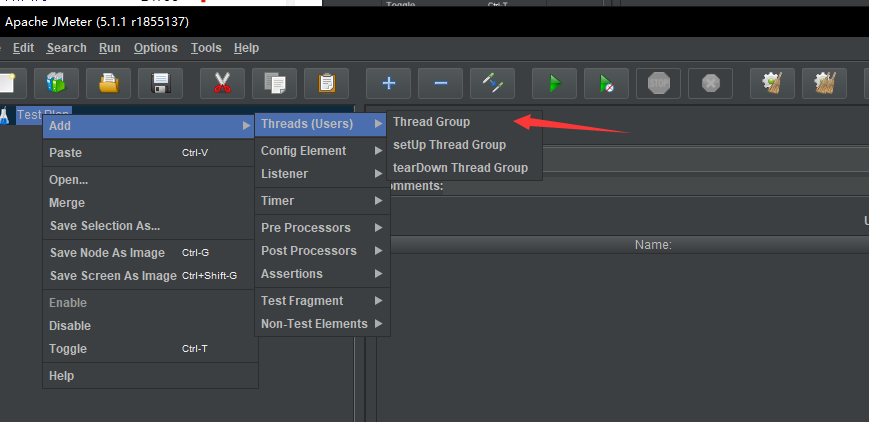 Toggle Ctrl-T
Apache JMeter (5.1.1 r1855137)
Edit Search Run Options Tools Help
STOP
Test Plan
Add
Paste Ctrl-V
Open...
Merge
Save Selection As...
Save Node As Image Ctrl-G
Save Screen As Image Ctrl+Shift-G
Enable
Disable
Toggle Ctrl-T
Help
Threads (Users)
Config Element
Listener
Timer
Pre Processors
Post Processors
Assertions
Test Fragment
Non-Test Elements
Thread Group
setUp Thread Group
tearDown Thread Group
omments:
U
Name: